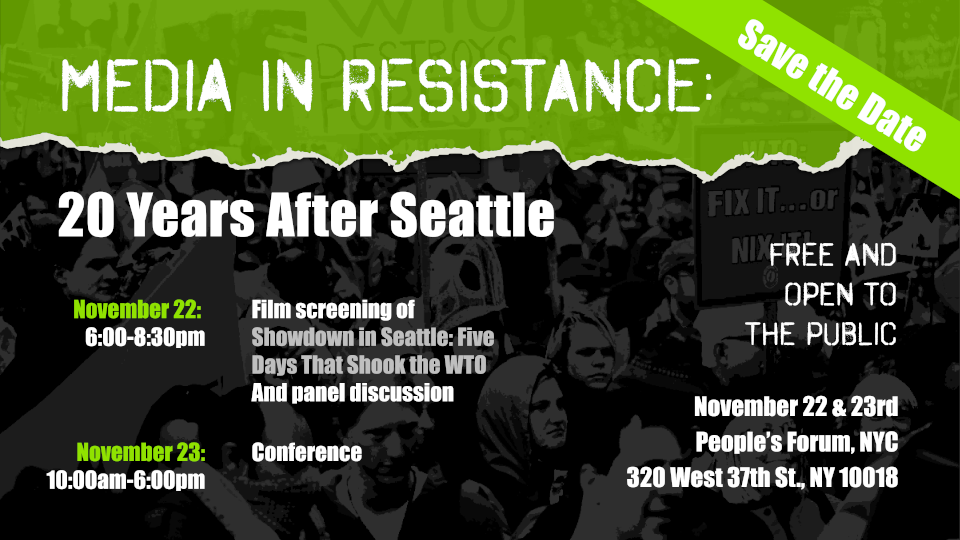 WTO
DESTROYS
MEDIA IN RESISTANCE:
Save the Date
20 Years After Seattle
FIX IT...or
NIX IT!
FREE AND
OPEN TO
THE PUBLIC
November 22:
6:00-8:30pm
Film screening of
Showdown in Seattle: Five
Days That Shook the WTO
And panel discussion
November 23:
10:00am-6:00pm
Conference
November 22 & 23rd
People's Forum, NYC
320 West 37th St., NY 10018